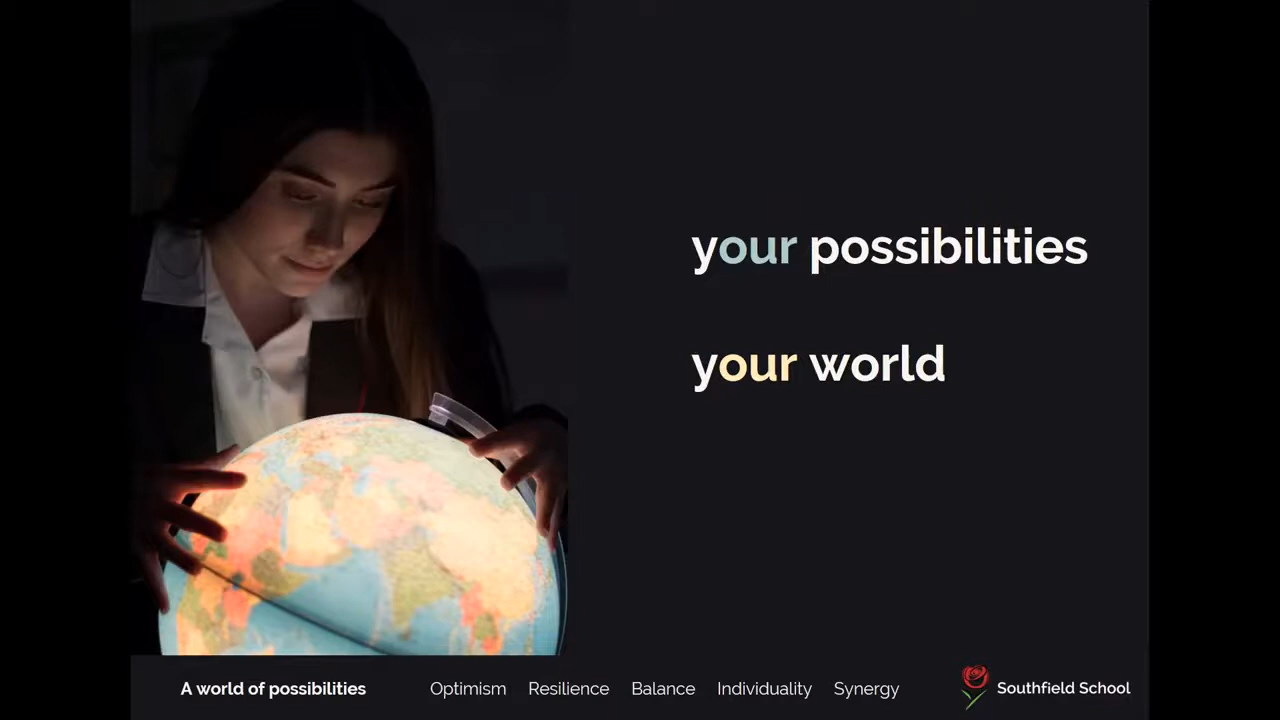 your possibilities
your world
A world of possibilities Optimism Resilience Balance Individuality Synergy Southfield School